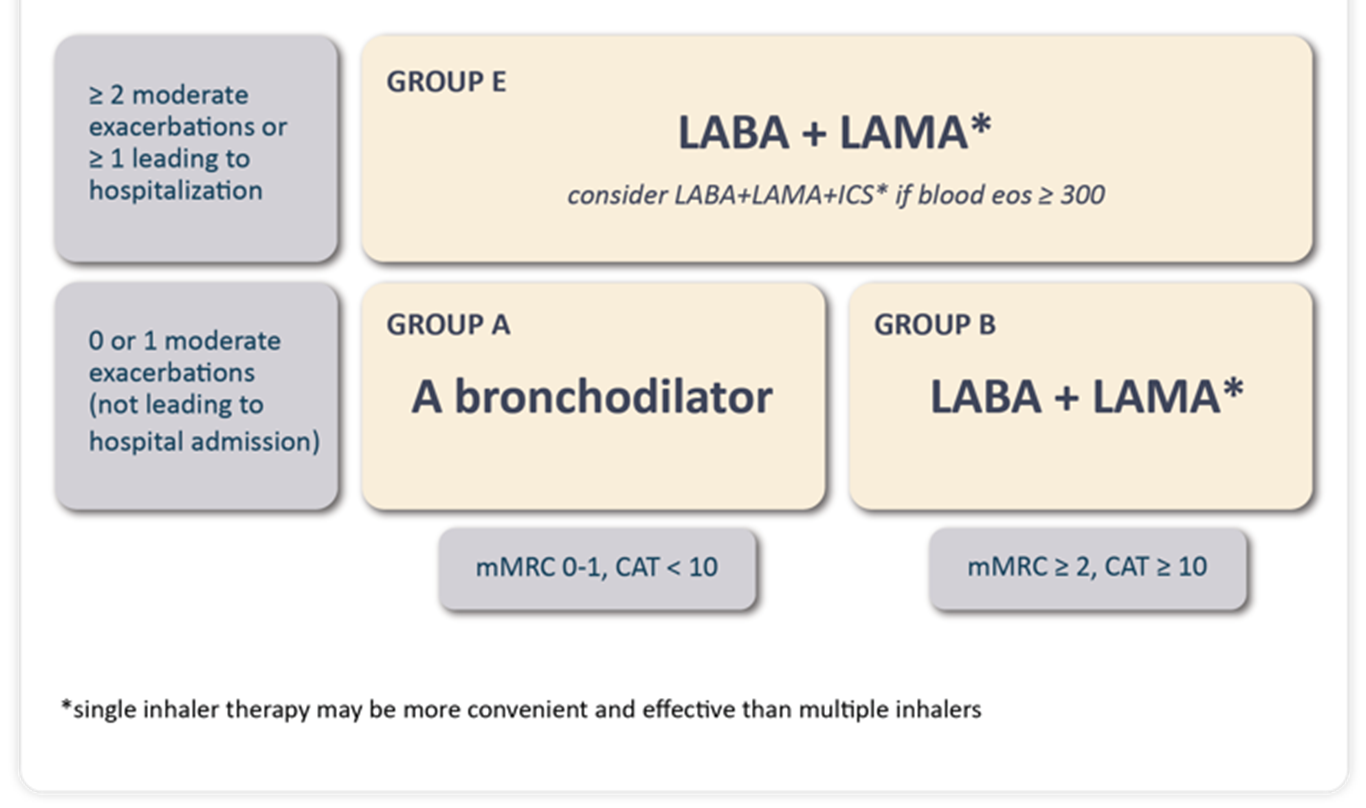 ≥ 2 moderate
exacerbations or
≥ 1 leading to
hospitalization
GROUP E
LABA + LAMA*
consider LABA+LAMA+ICS* if blood eos ≥ 300
0 or 1 moderate
exacerbations
(not leading to
hospital admission)
GROUP A
A bronchodilator
GROUP B
LABA + LAMA*
mMRC 0-1, CAT < 10
mMRC ≥ 2, CAT ≥ 10
*single inhaler therapy may be more convenient and effective than multiple inhalers